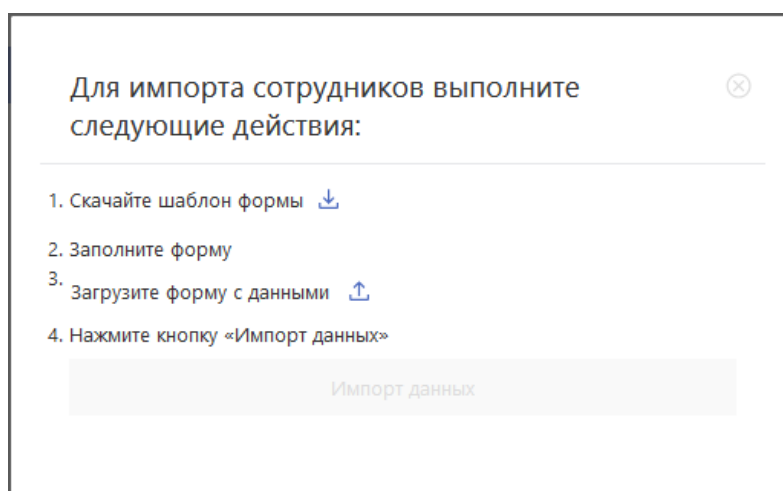 Для импорта сотрудников выполните
следующие действия:
1. Скачайте шаблон формы
2. Заполните форму
3.
Загрузите форму с данными
4. Нажмите кнопку «Импорт данных»
Импорт данных